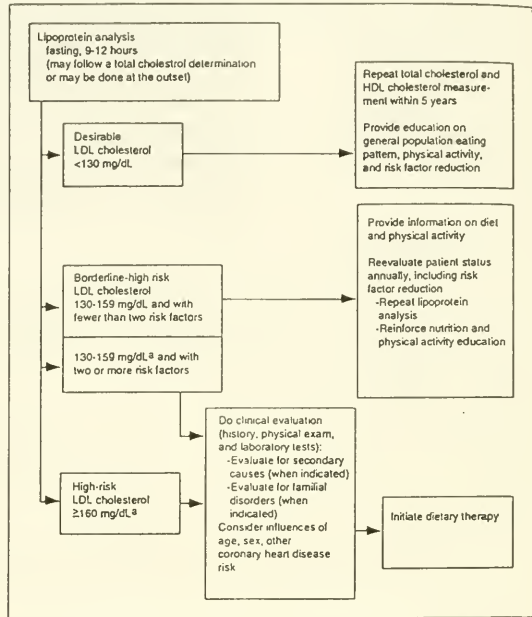 Lipoprotein analysis
fasting, 9-12 hours
(may follow a total cholestrol determination
or may be done at the outset)
Desirable
LDL cholesterol
<130 mg/dL
Repeat total cholesterol and
HDL cholesterol measure-
ment within 5 years
Provide education on
general population eating
pattern, physical activity,
and risk factor reduction
Borderline-high risk
LDL cholesterol
130-159 mg/dL and with
fewer than two risk factors
Provide information on diet
and physical activity
Reevaluate patient status
annually, including risk
factor reduction
-Repeat lipoprotein
analysis
-Reinforce nutrition and
physical activity education
130-159 mg/dLª and with
two or more risk factors
High-risk
LDL cholesterol
≥160 mg/dLª
Do clinical evaluation
(history, physical exam,
and laboratory tests):
-Evaluate for secondary
causes (when indicated)
-Evaluate for familial
disorders (when
indicated)
Consider influences of
age, sex, other
coronary heart disease
risk
Initiate dietary therapy